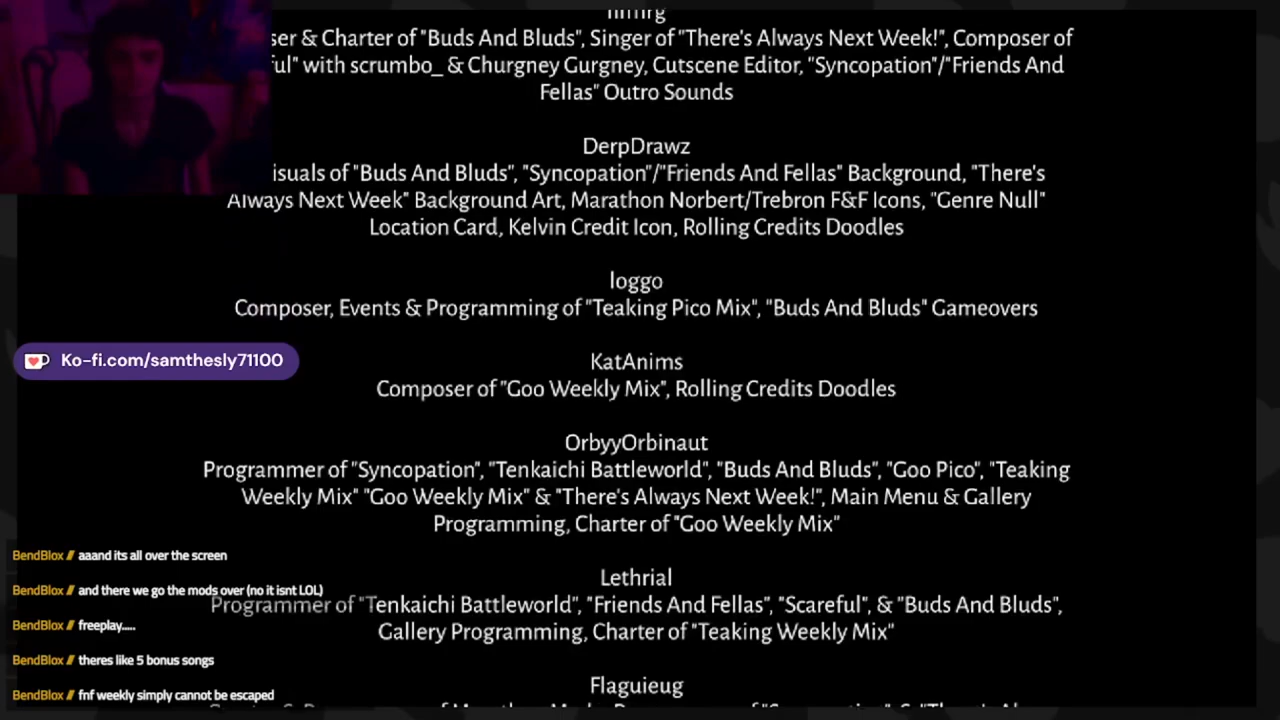 ser & Charter of "Buds And Bluds", Singer of "There's Always Next Week!", Composer of
ful" with scrumbo_ & Churgney Gurgney, Cutscene Editor, "Syncopation"/"Friends And
Fellas" Outro Sounds
DerpDrawz
isuals of "Buds And Bluds", "Syncopation"/"Friends And Fellas" Background, "There's
Always Next Week" Background Art, Marathon Norbert/Trebron F&F Icons, "Genre Null"
Location Card, Kelvin Credit Icon, Rolling Credits Doodles
loggo
Composer, Events & Programming of "Teaking Pico Mix", "Buds And Bluds" Gameovers
Ko-fi.com/samthesly71100
KatAnims
Composer of "Goo Weekly Mix", Rolling Credits Doodles
OrbyyOrbinaut
Programmer of "Syncopation", "Tenkaichi Battleworld", "Buds And Bluds", "Goo Pico", "Teaking
Weekly Mix" "Goo Weekly Mix" & "There's Always Next Week!", Main Menu & Gallery
Programming, Charter of "Goo Weekly Mix"
BendBlox // aaand its all over the screen
Lethrial
BendBlox // and there we go the mods over (no it isnt LOL)
Programmer of "Tenkaichi Battleworld", "Friends And Fellas", "Scareful", & "Buds And Bluds",
BendBlox // freeplay.....
Gallery Programming, Charter of "Teaking Weekly Mix"
BendBlox // theres like 5 bonus songs
Flaguieug
BendBlox // fnf weekly simply cannot be escaped